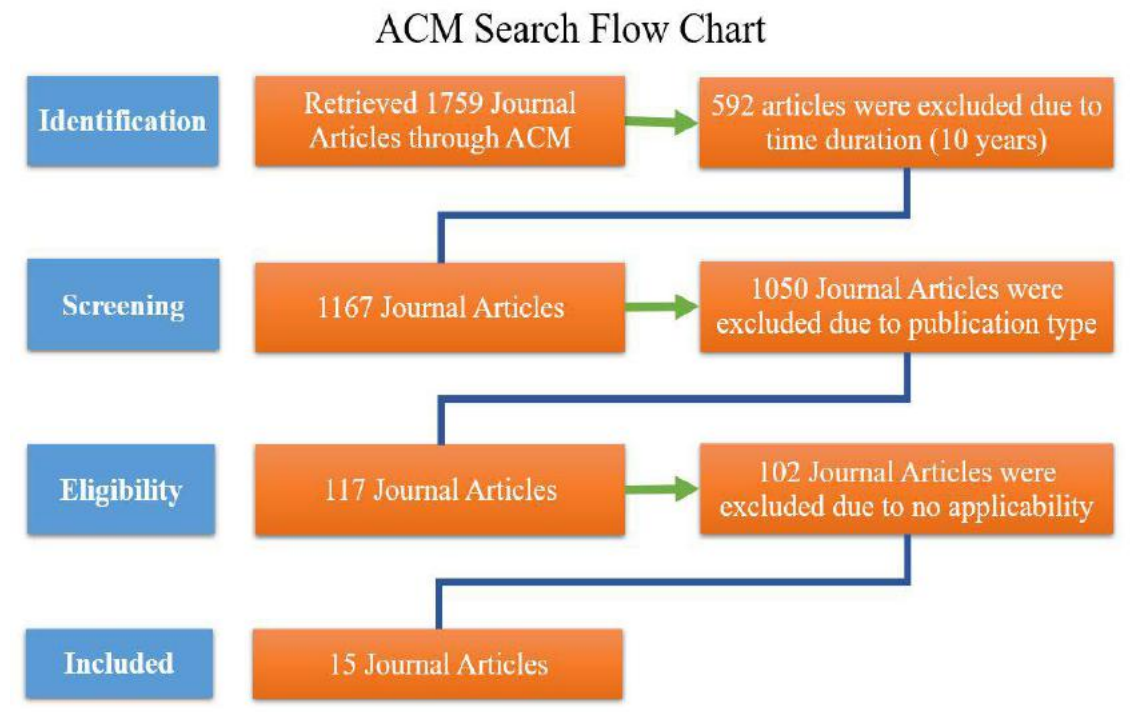 ACM Search Flow Chart
Identification
Retrieved 1759 Journal
Articles through ACM
592 articles were excluded due to
time duration (10 years)
Screening
1167 Journal Articles
1050 Journal Articles were
excluded due to publication type
Eligibility
117 Journal Articles
102 Journal Articles were
excluded due to no applicability
Included
15 Journal Articles